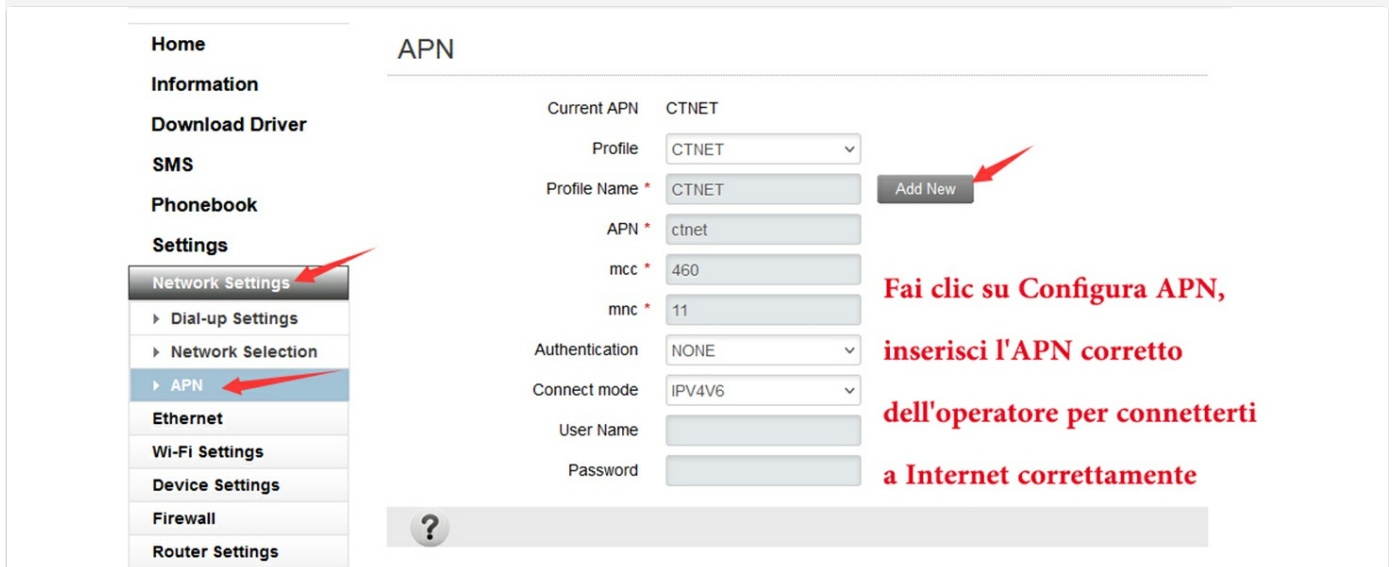 Home
Information
Download Driver
SMS
Phonebook
Settings
Network Settings
Dial-up Settings
Network Selection
APN
Ethernet
Wi-Fi Settings
Device Settings
Firewall
Router Settings
APN
Current APN CTNET
Profile CTNET
Profile Name * CTNET Add New
APN * ctnet
mcc * 460
mnc * 11
Authentication NONE
Connect mode IPV4V6
User Name
Password
?
Fai clic su Configura APN,
inserisci l'APN corretto
dell'operatore per connetterti
a Internet correttamente